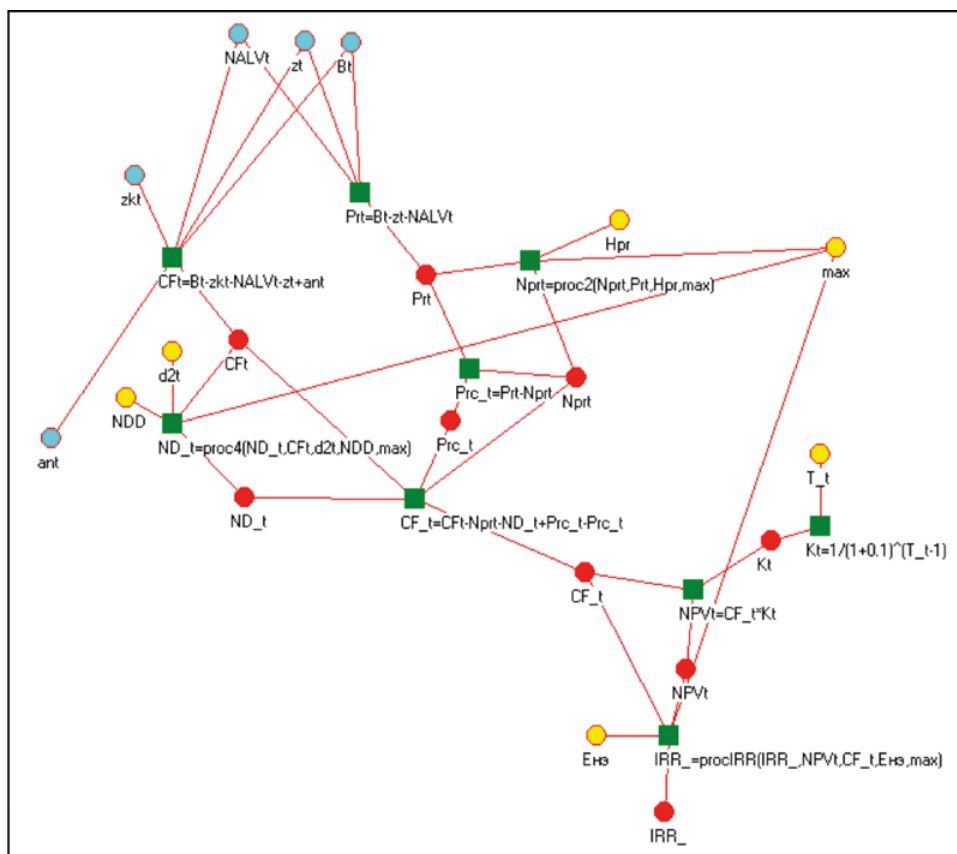 NALVt
zt
Bt
zkt
Prt=Bt-zt-NALVt
Hpr
max
CFt=Bt-zkt-NALVt-zt+ant
Prt
Nprt=proc2(Nprt,Prt,Hpr,max)
CFt
d2t
Prc_t=Prt-Nprt
Nprt
NDD
ND_t=proc4(ND_t,CFt,d2t,NDD,max)
Prc_t
ant
T_t
ND_t
CF_t=CFt-Nprt-ND_t+Prc_t-Prc_t
Kt=1/(1+0.1)^(T_t-1)
Kt
CF_t
NPVt=CF_t*Kt
NPVt
Енэ
IRR_=procIRR(IRR_,NPVt,CF_t,Енэ,max)
IRR_